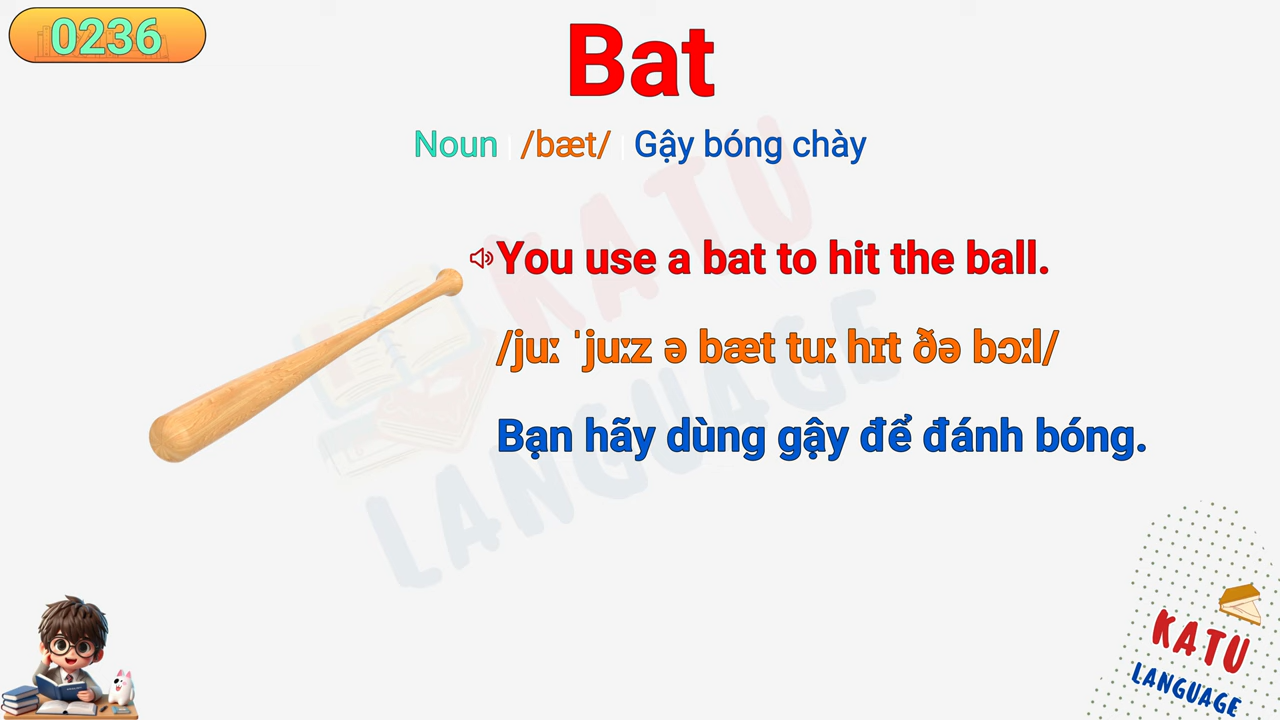 0236
Bat
Noun | /bæt/ | Gậy bóng chày
You use a bat to hit the ball.
/juː ˈjuːz ə bæt tuː hɪt ðə bɔːl/
Bạn hãy dùng gậy để đánh bóng.
KATU
LANGUAGE
KATU
LANGUAGE